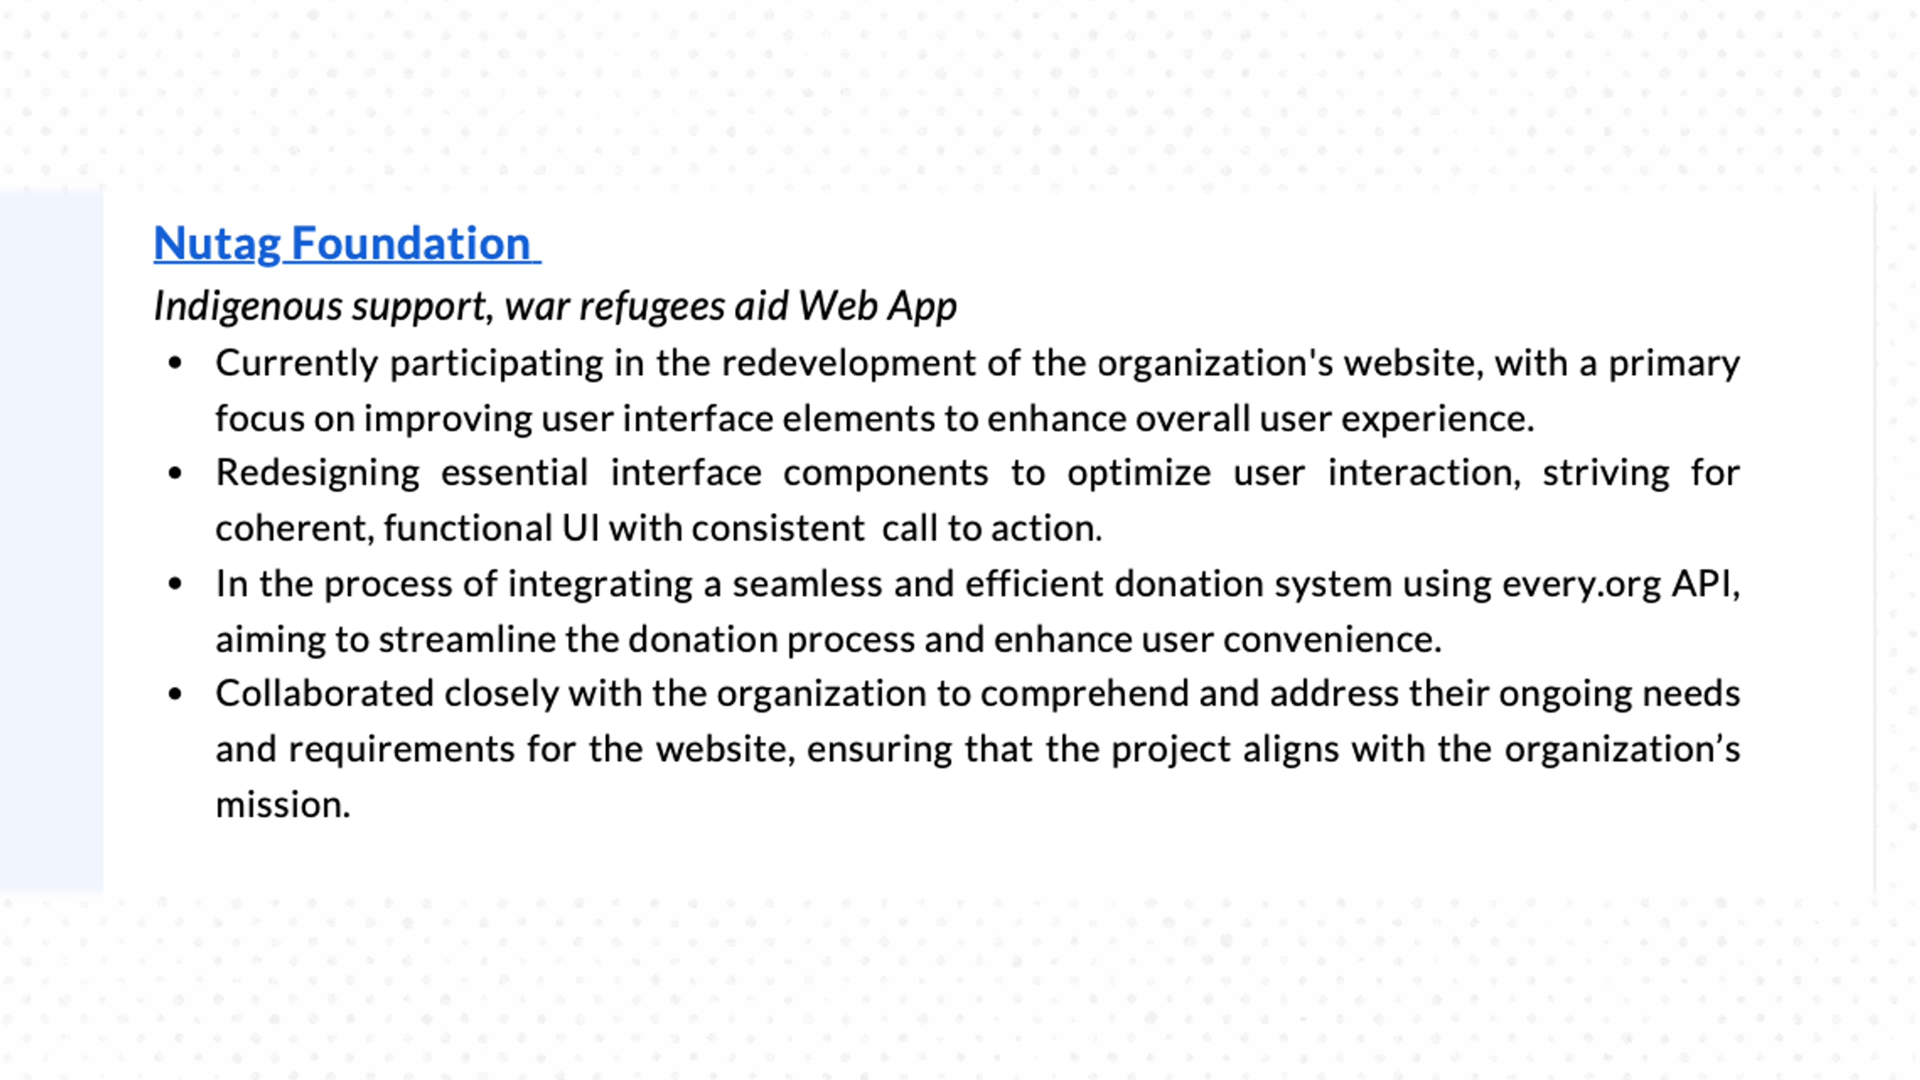 Nutag Foundation
Indigenous support, war refugees aid Web App
• Currently participating in the redevelopment of the organization's website, with a primary
focus on improving user interface elements to enhance overall user experience.
• Redesigning essential interface components to optimize user interaction, striving for
coherent, functional UI with consistent  call to action.
• In the process of integrating a seamless and efficient donation system using every.org API,
aiming to streamline the donation process and enhance user convenience.
• Collaborated closely with the organization to comprehend and address their ongoing needs
and requirements for the website, ensuring that the project aligns with the organization’s
mission.